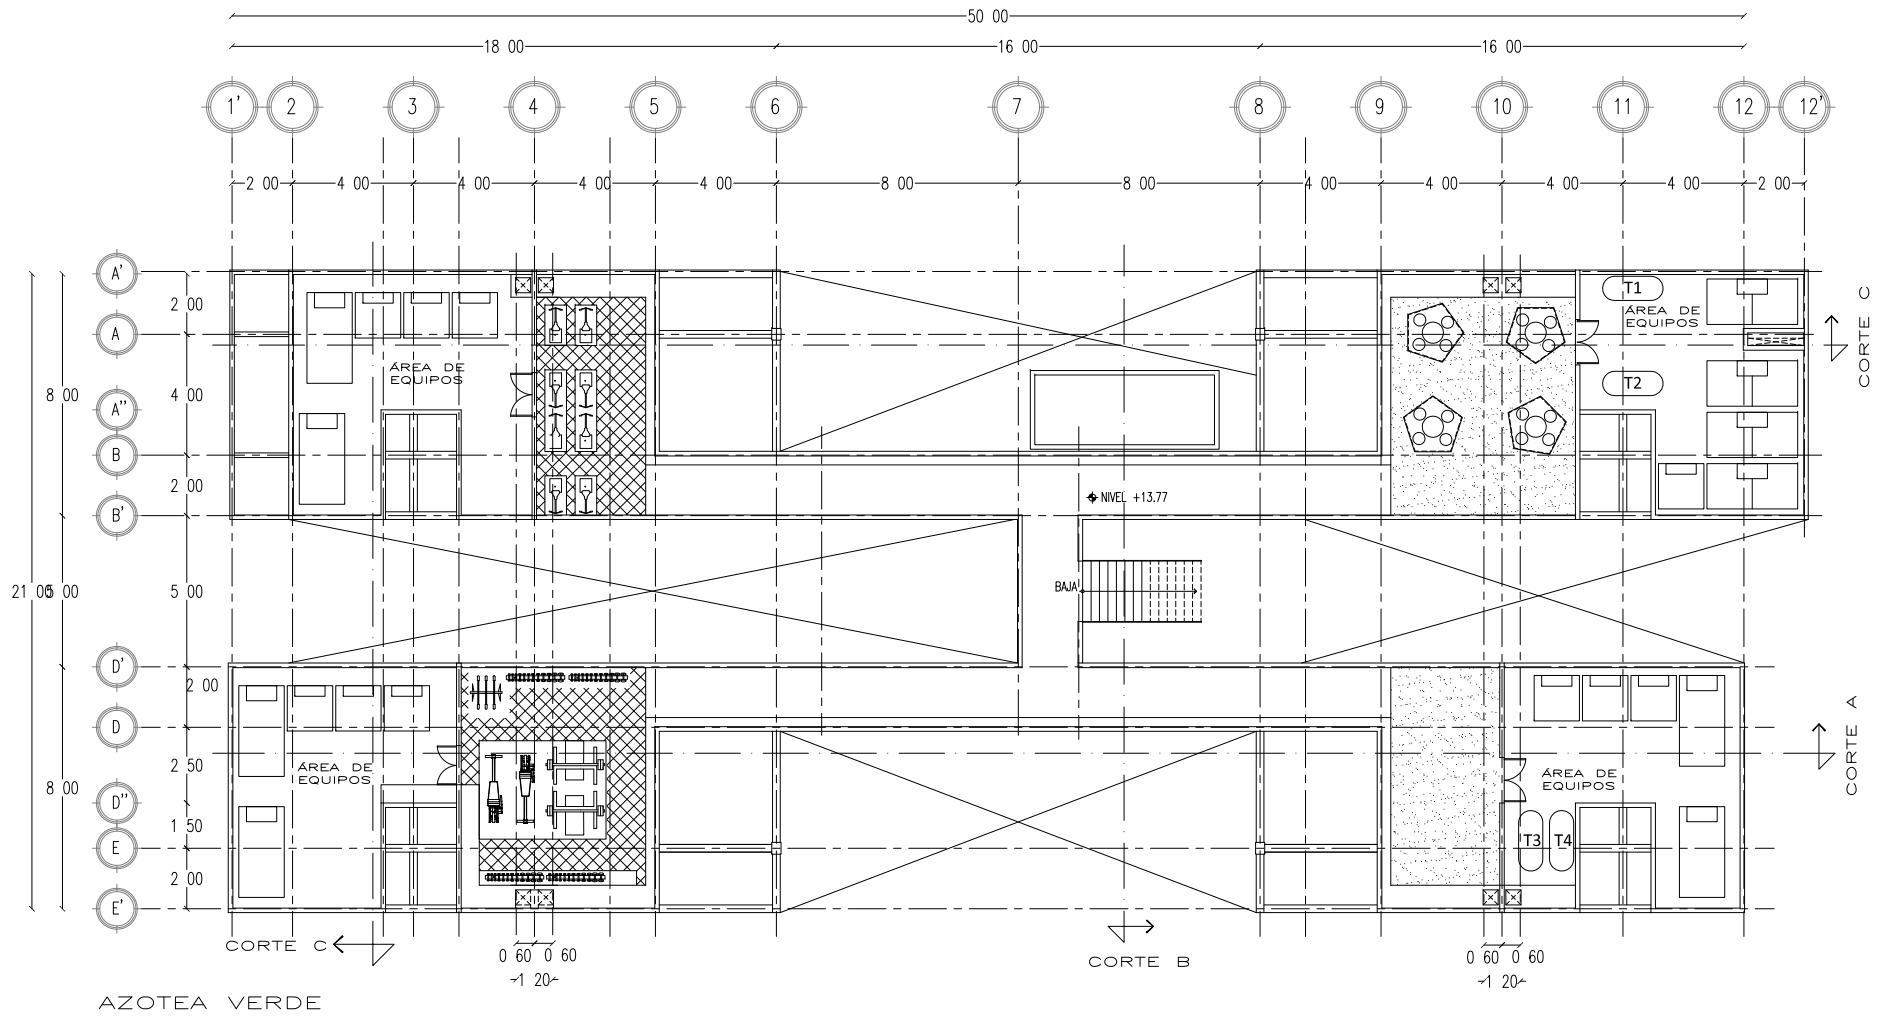 50 00
18 00 16 00 16 00
1' 2 3 4 5 6 7 8 9 10 11 12 12'
2 00 4 00 4 00 4 00 4 00 8 00 8 00 4 00 4 00 4 00 4 00 2 00
A'
2 00
T1
ÁREA DE
EQUIPOS
A
CORTE C
ÁREA DE
EQUIPOS
T2
8 00
4 00
A"
B
2 00
NIVEL +13.77
B'
21 00
5 00
5 00
BAJA
D'
2 00
D
CORTE A
2 50
ÁREA DE
EQUIPOS
ÁREA DE
EQUIPOS
8 00
D"
1 50
T3 T4
E
2 00
E'
CORTE C
0 60 0 60
1 20
CORTE B
0 60 0 60
1 20
AZOTEA VERDE